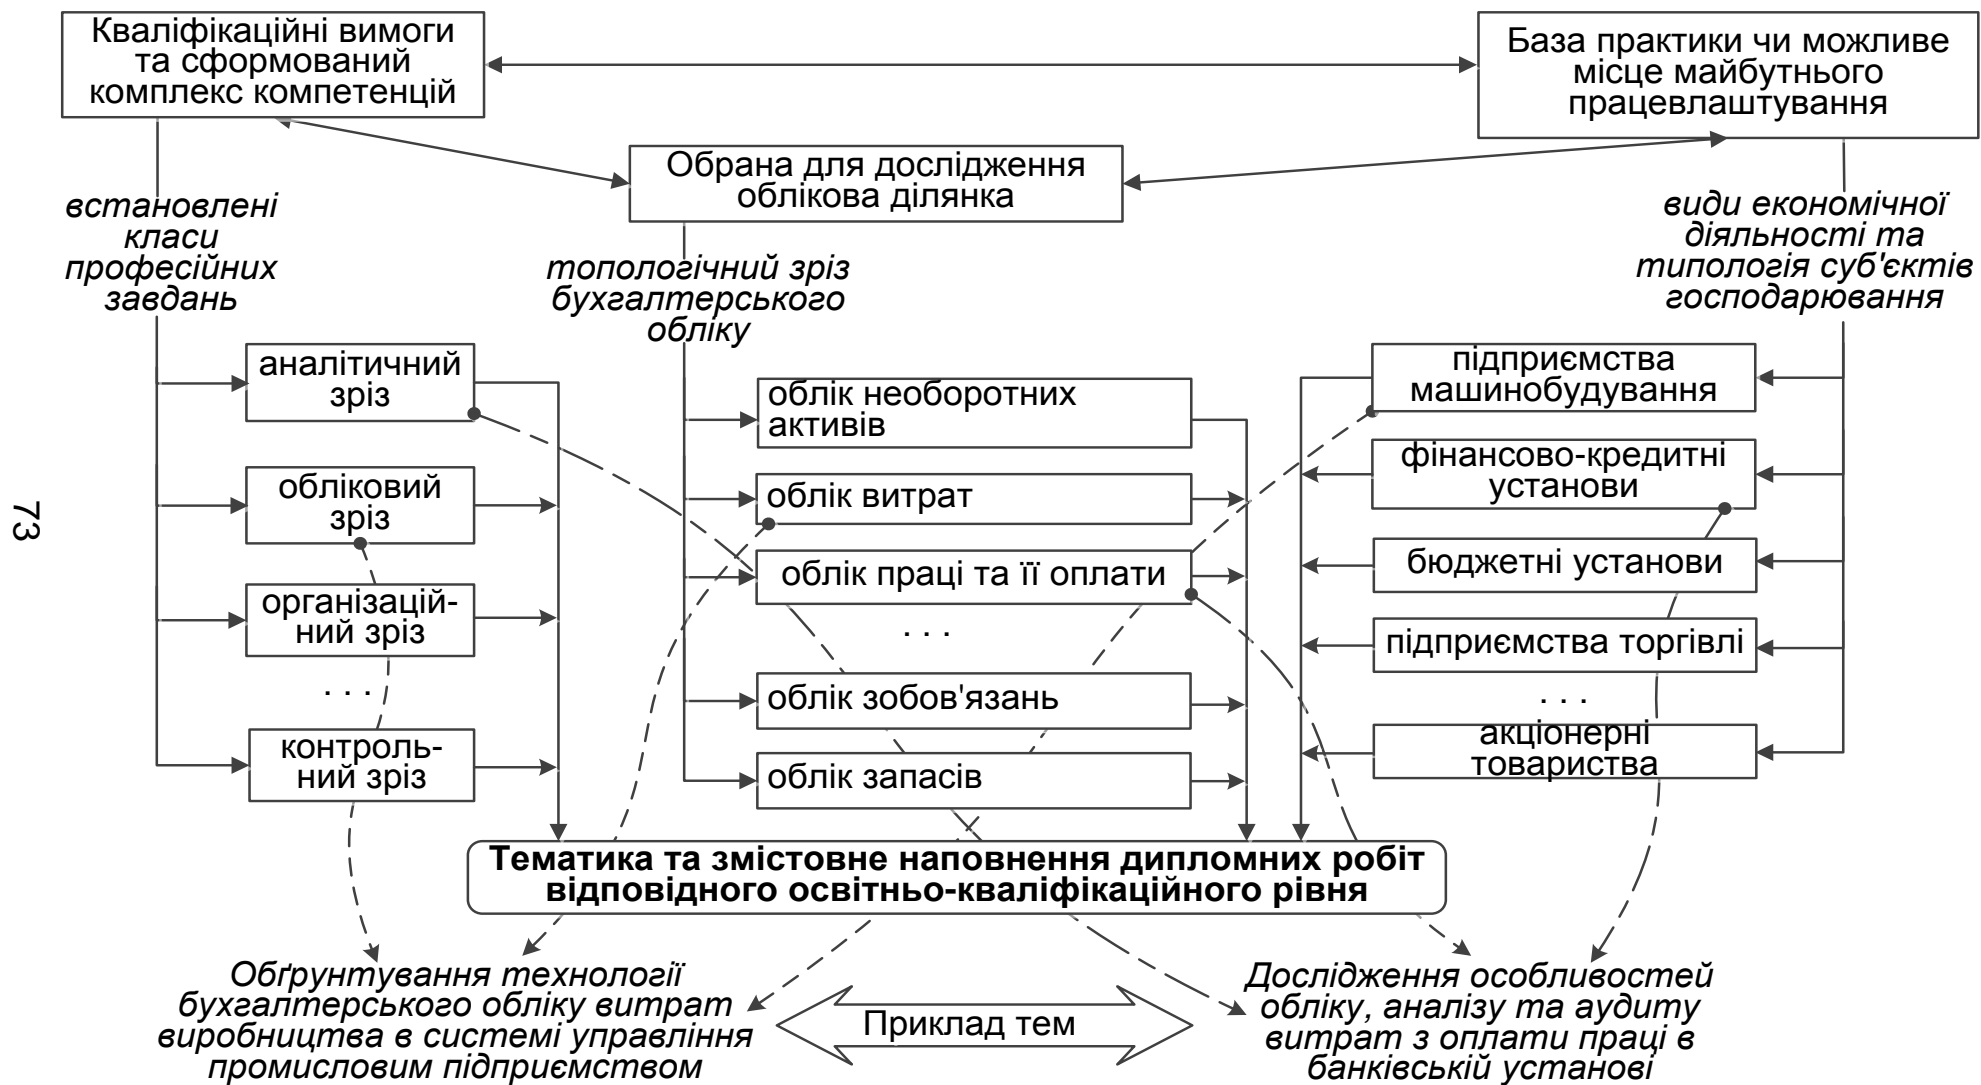 Кваліфікаційні вимоги
та сформований
комплекс компетенцій
База практики чи можливе
місце майбутнього
працевлаштування
Обрана для дослідження
облікова ділянка
встановлені
класи
професійних
завдань
топологічний зріз
бухгалтерського
обліку
види економічної
діяльності та
типологія суб'єктів
господарювання
аналітичний
зріз
обліковий
зріз
організацій-
ний зріз
. . .
контроль-
ний зріз
облік необоротних
активів
облік витрат
облік праці та її оплати
. . .
облік зобов'язань
облік запасів
підприємства
машинобудування
фінансово-кредитні
установи
бюджетні установи
підприємства торгівлі
. . .
акціонерні
товариства
Тематика та змістовне наповнення дипломних робіт
відповідного освітньо-кваліфікаційного рівня
Обґрунтування технології
бухгалтерського обліку витрат
виробництва в системі управління
промисловим підприємством
Приклад тем
Дослідження особливостей
обліку, аналізу та аудиту
витрат з оплати праці в
банківській установі
73